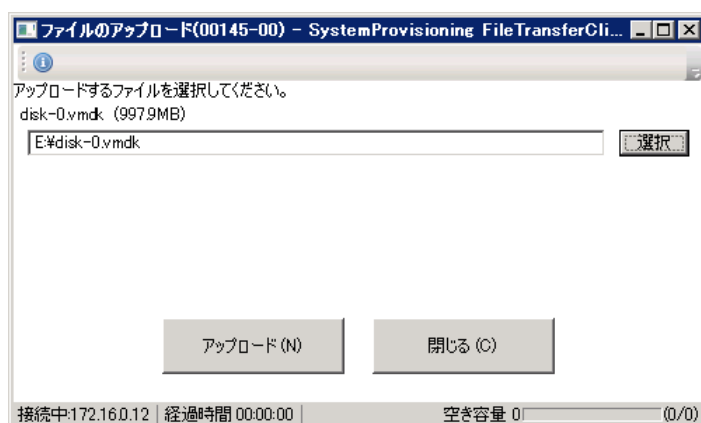 ファイルのアップロード(00145-00) - SystemProvisioning FileTransferCli...
アップロードするファイルを選択してください。
disk-0.vmdk (997.9MB)
E:¥disk-0.vmdk
選択
アップロード(N)
閉じる (C)
接続中:172.16.0.12
経過時間 00:00:00
空き容量 0
(0/0)